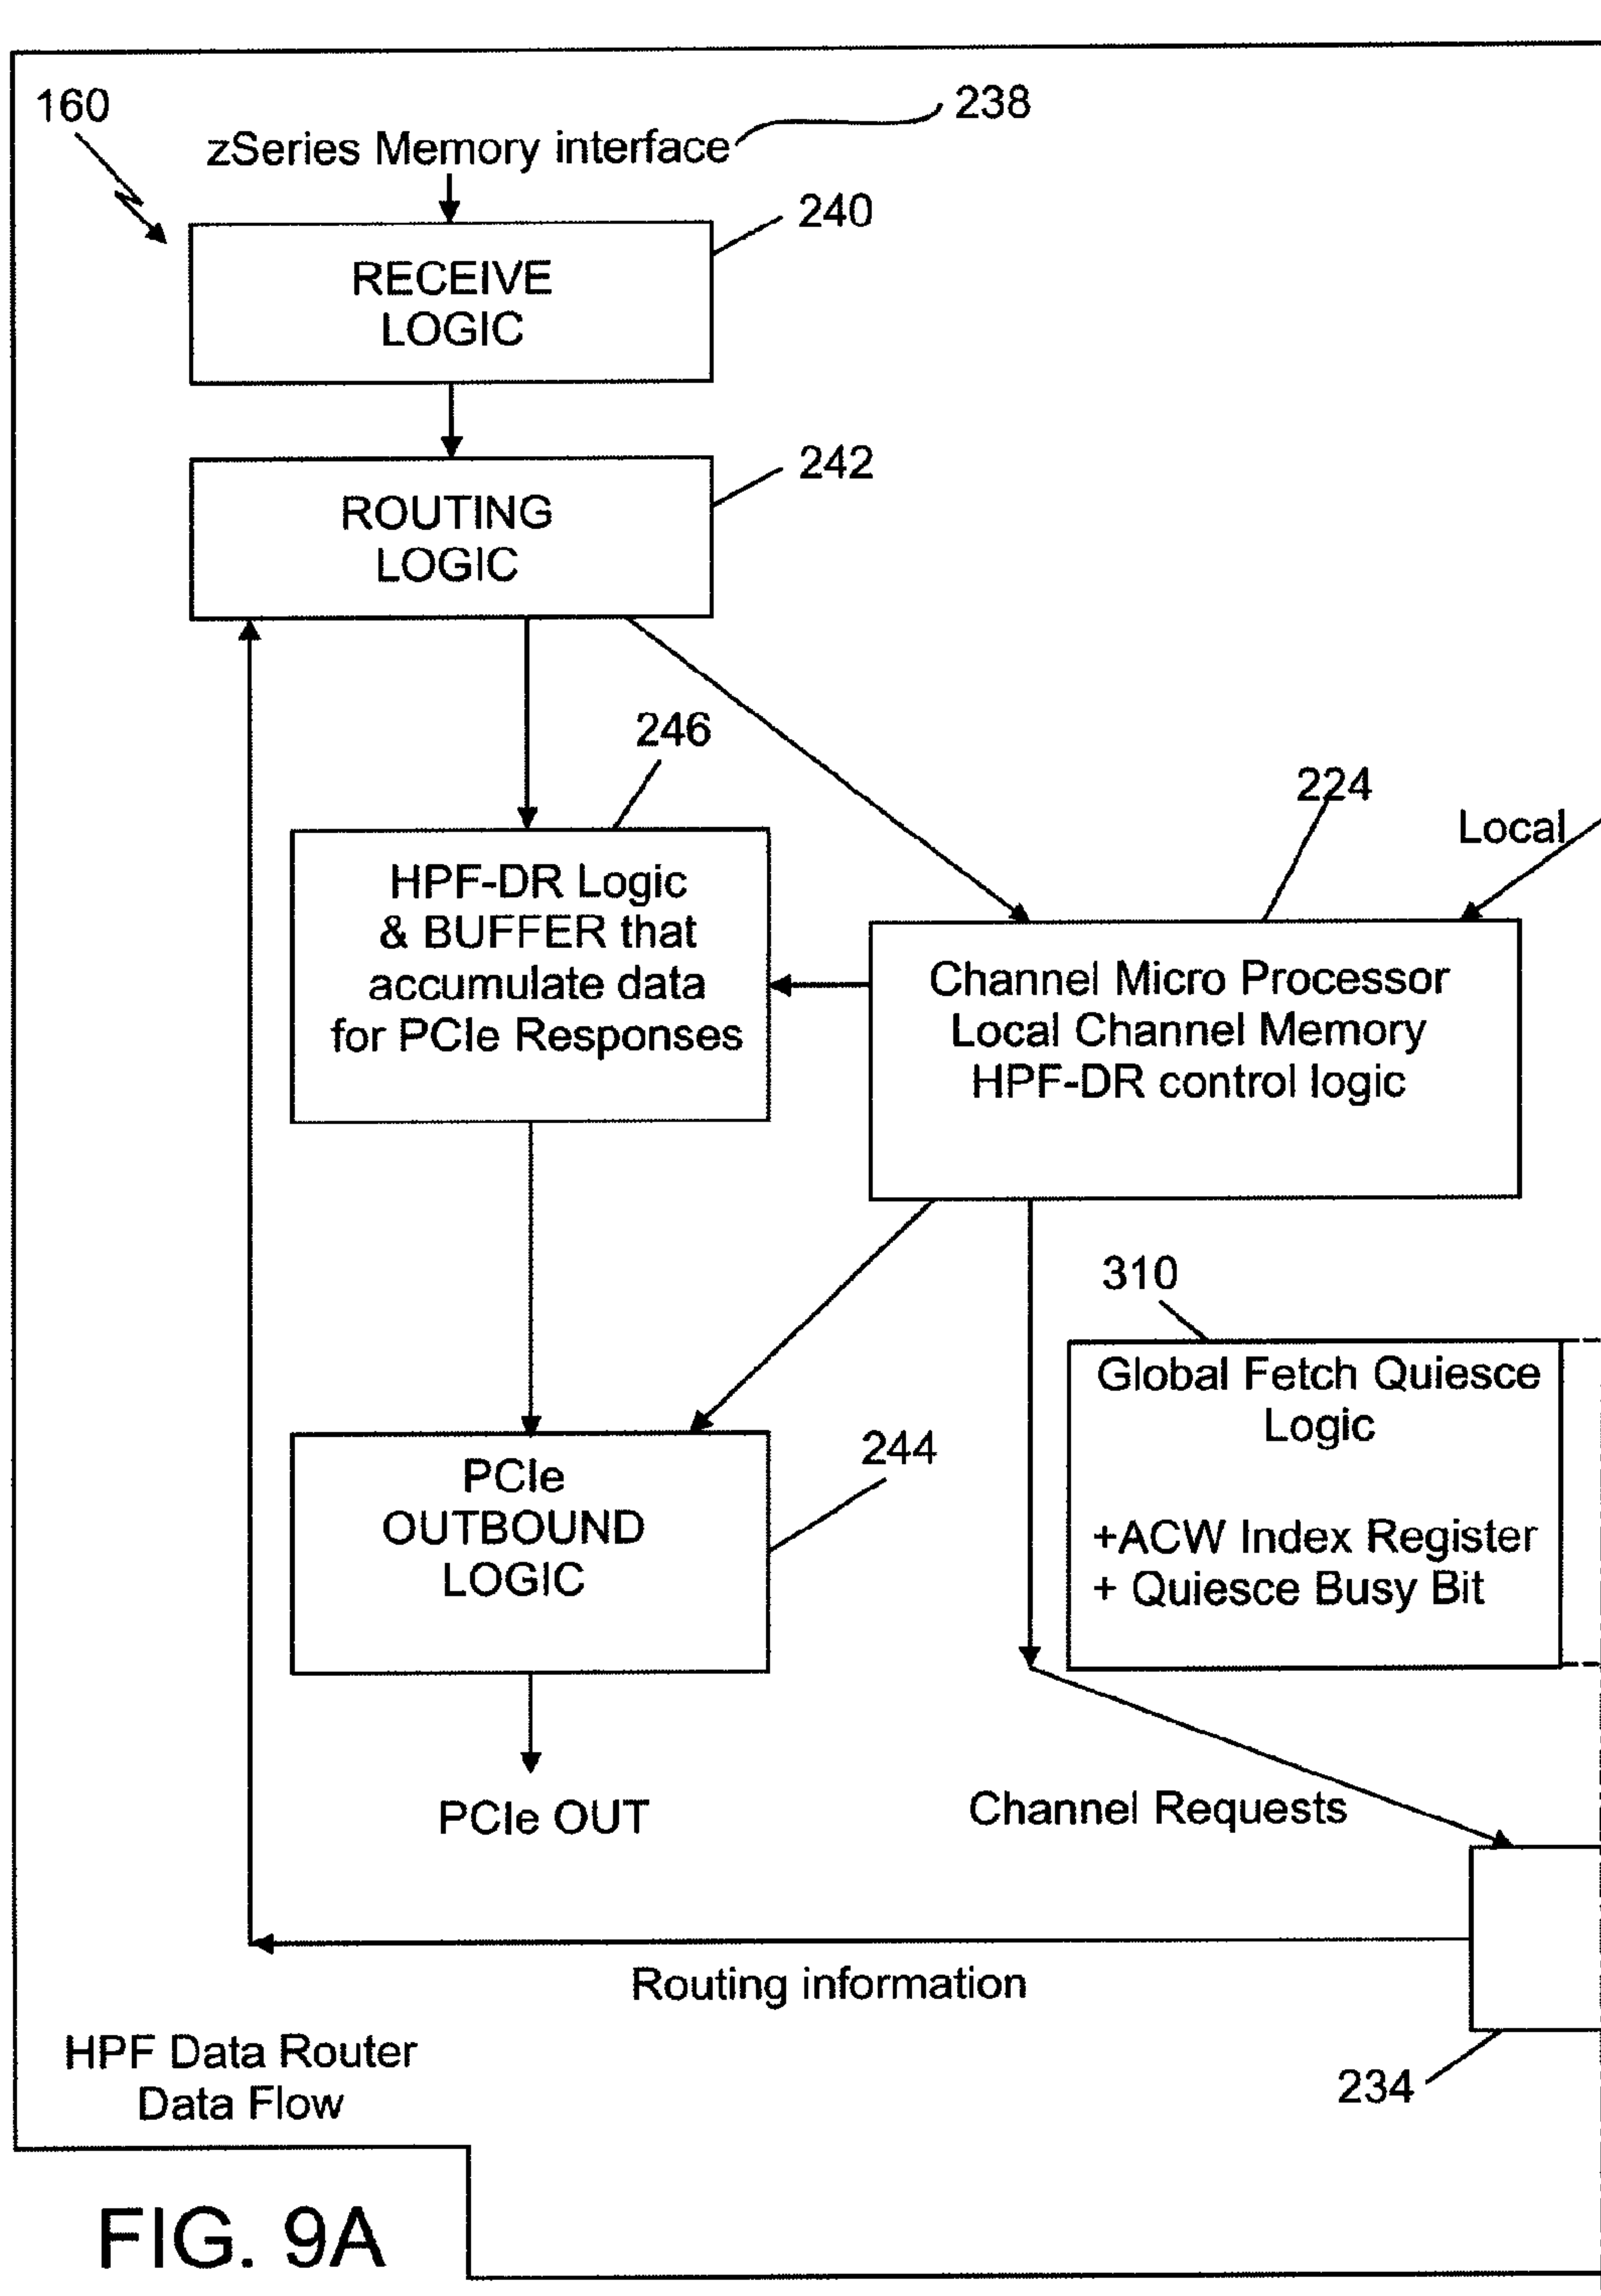 160
238
zSeries Memory interface
240
RECEIVE
LOGIC
242
ROUTING
LOGIC
246
224
Local
HPF-DR Logic
& BUFFER that
accumulate data
for PCIe Responses
Channel Micro Processor
Local Channel Memory
HPF-DR control logic
310
Global Fetch Quiesce
Logic
+ACW Index Register
+ Quiesce Busy Bit
244
PCIe
OUTBOUND
LOGIC
PCIe OUT
Channel Requests
Routing information
234
HPF Data Router
Data Flow
FIG. 9A